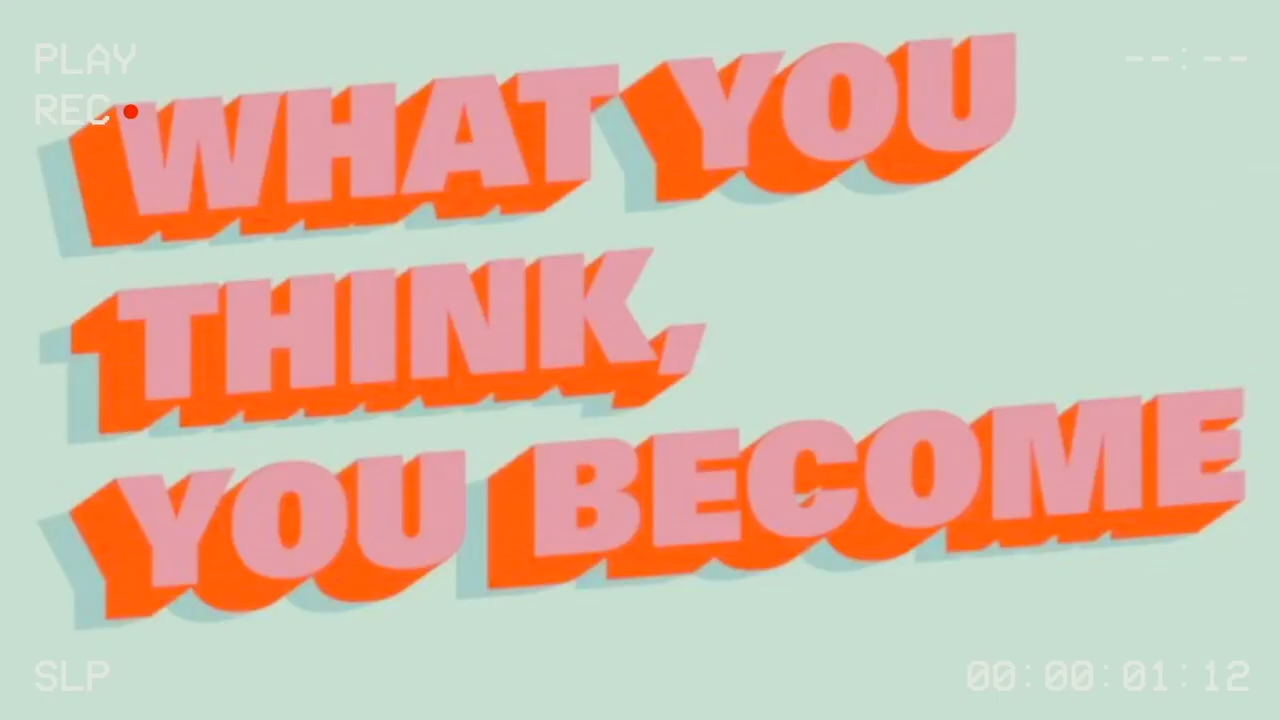 PLAY
--:--
REC
WHAT YOU
THINK,
YOU BECOME
SLP
00:00:01:12